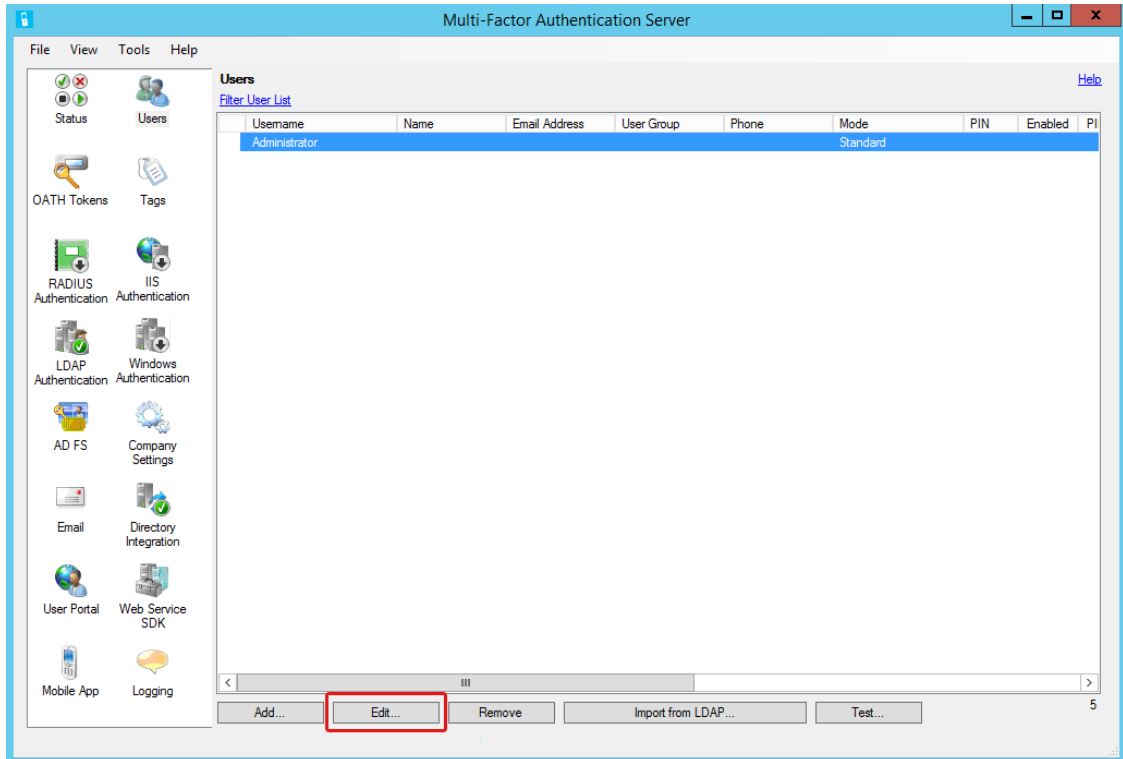 Multi-Factor Authentication Server
File View Tools Help
Status
Users
OATH Tokens
Tags
RADIUS
Authentication
IIS
Authentication
LDAP
Authentication
Windows
Authentication
AD FS
Company
Settings
Email
Directory
Integration
User Portal
Web Service
SDK
Mobile App
Logging
Users
Help
Filter User List
Username Name Email Address User Group Phone Mode PIN Enabled PI
Administrator Standard
Add... Edit... Remove Import from LDAP... Test... 5